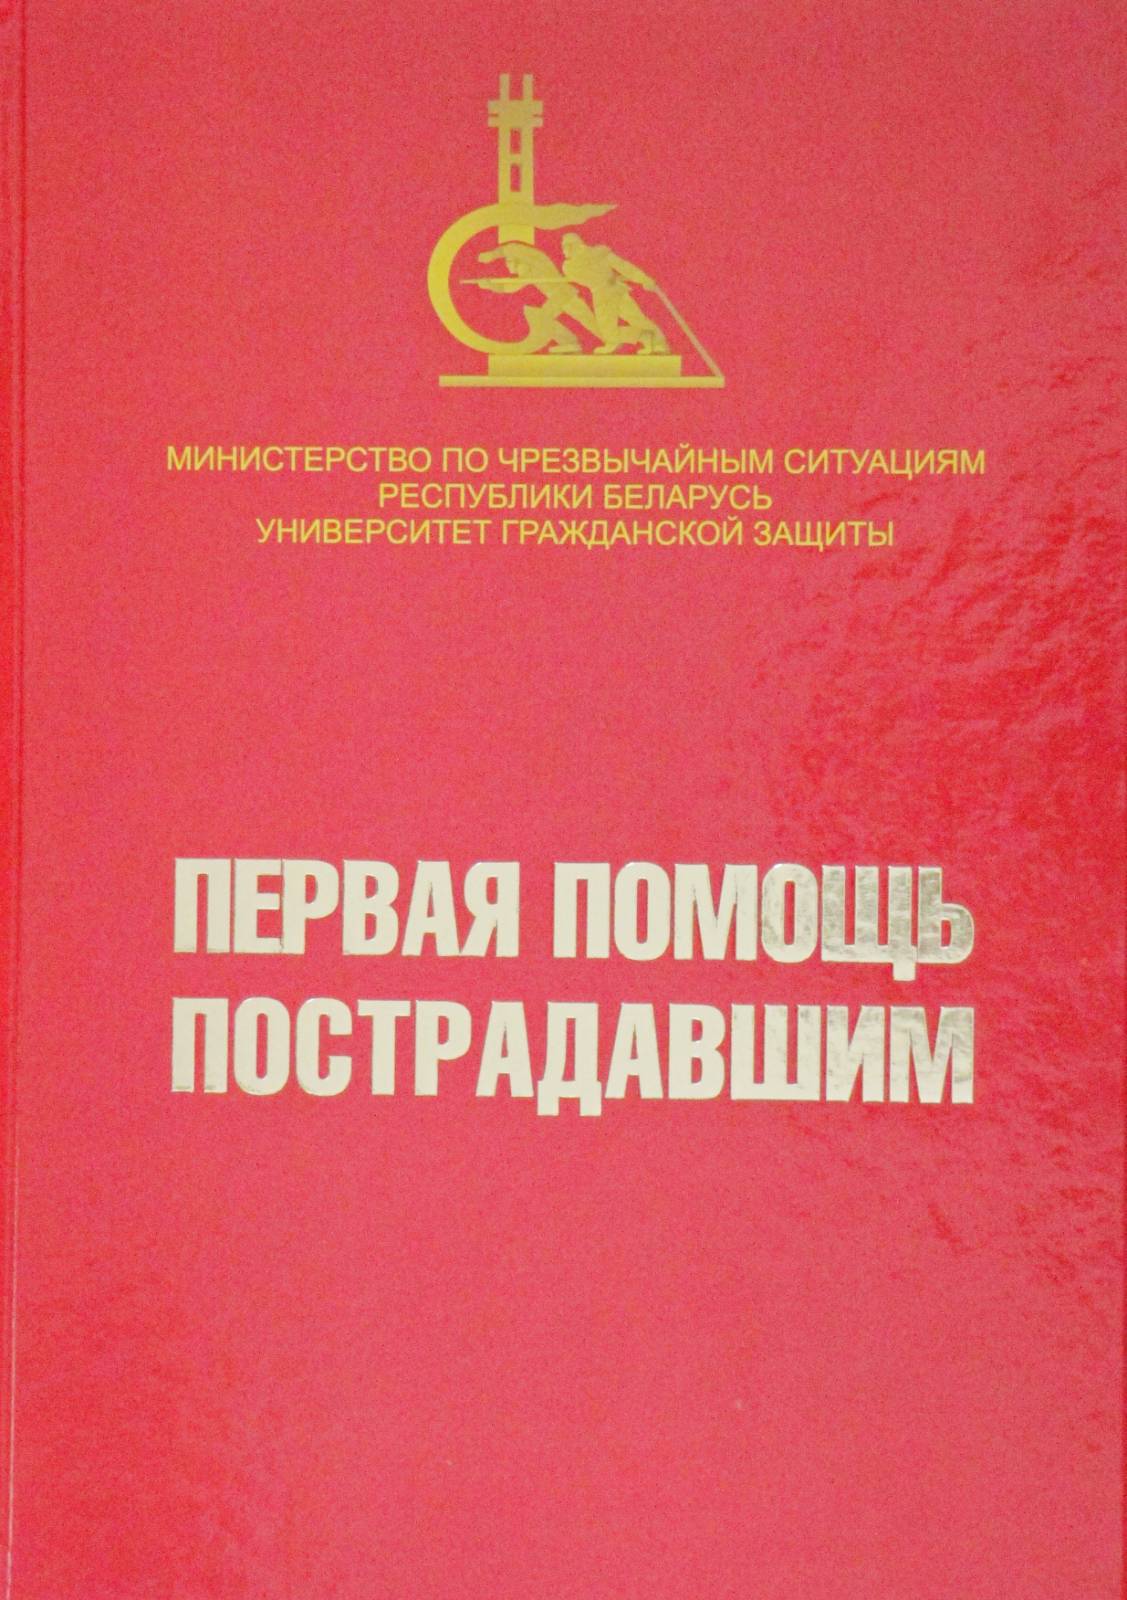 МИНИСТЕРСТВО ПО ЧРЕЗВЫЧАЙНЫМ СИТУАЦИЯМ
РЕСПУБЛИКИ БЕЛАРУСЬ
УНИВЕРСИТЕТ ГРАЖДАНСКОЙ ЗАЩИТЫ
ПЕРВАЯ ПОМОЩЬ
ПОСТРАДАВШИМ